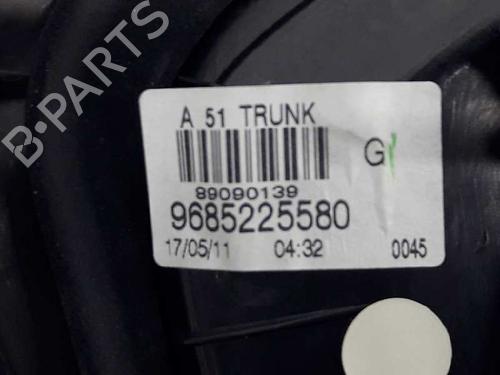 A 51 TRUNK
G
89090139
9685225580
17/05/11 04:32 0045
B-PARTS